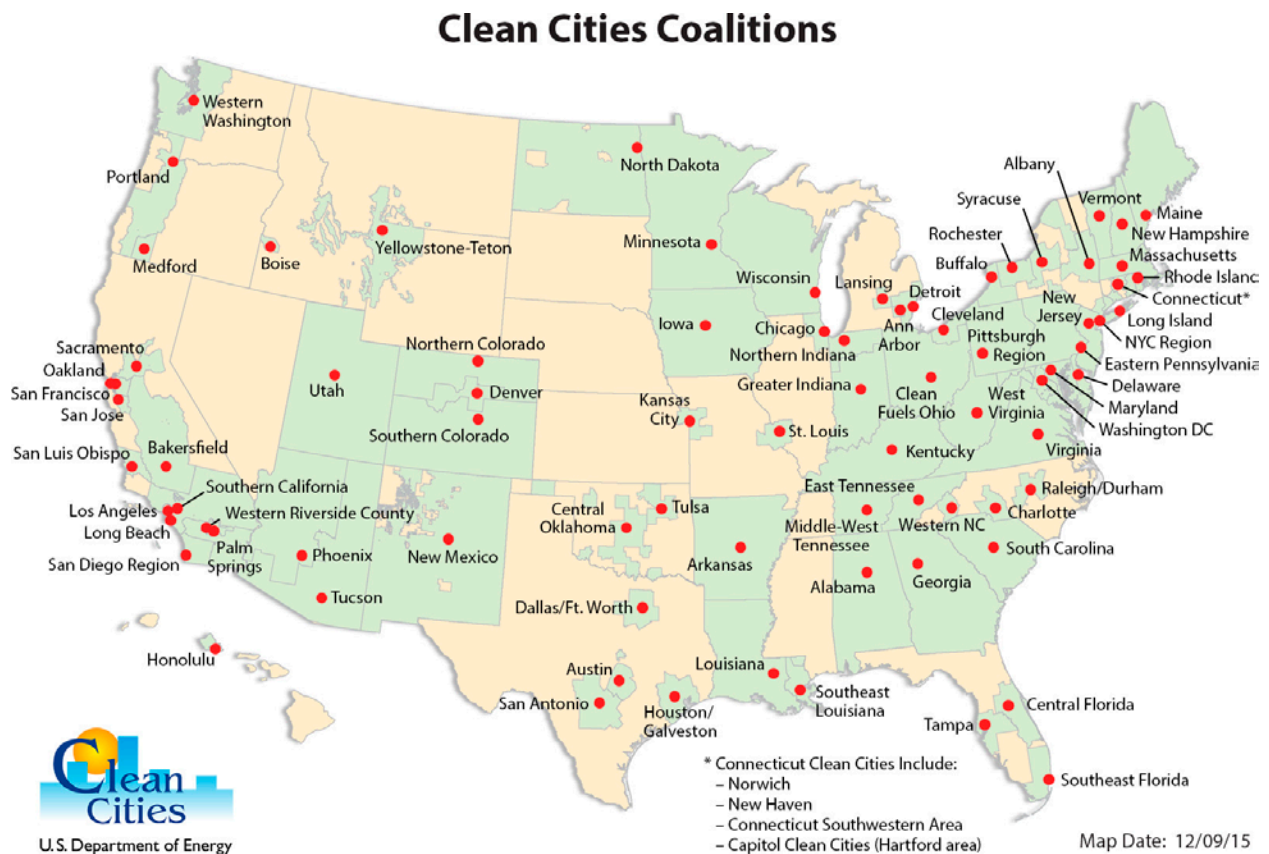 Clean Cities Coalitions
Western
Washington
Portland
Medford
Boise
Yellowstone-Teton
North Dakota
Minnesota
Wisconsin
Iowa
Chicago
Lansing
Detroit
Ann
Arbor
Northern Indiana
Greater Indiana
Cleveland
Clean
Fuels Ohio
Pittsburgh
Region
West
Virginia
Virginia
Kentucky
Albany
Syracuse
Rochester
Buffalo
Vermont
Maine
New Hampshire
Massachusetts
Rhode Islanc
Connecticut*
Long Island
New
Jersey
NYC Region
Eastern Pennsylvania
Delaware
Maryland
Washington DC
Sacramento
Oakland
San Francisco
San Jose
San Luis Obispo
Bakersfield
Southern California
Los Angeles
Long Beach
Western Riverside County
Palm
Springs
San Diego Region
Utah
Northern Colorado
Denver
Southern Colorado
Phoenix
Tucson
New Mexico
Kansas
City
St. Louis
Central
Oklahoma
Tulsa
Arkansas
East Tennessee
Middle-West
Tennessee
Western NC
Raleigh/Durham
Charlotte
South Carolina
Georgia
Alabama
Dallas/Ft. Worth
Austin
San Antonio
Houston/
Galveston
Louisiana
Southeast
Louisiana
Central Florida
Tampa
Southeast Florida
Honolulu
Clean
Cities
U.S. Department of Energy
* Connecticut Clean Cities Include:
– Norwich
– New Haven
– Connecticut Southwestern Area
– Capitol Clean Cities (Hartford area)
Map Date: 12/09/15